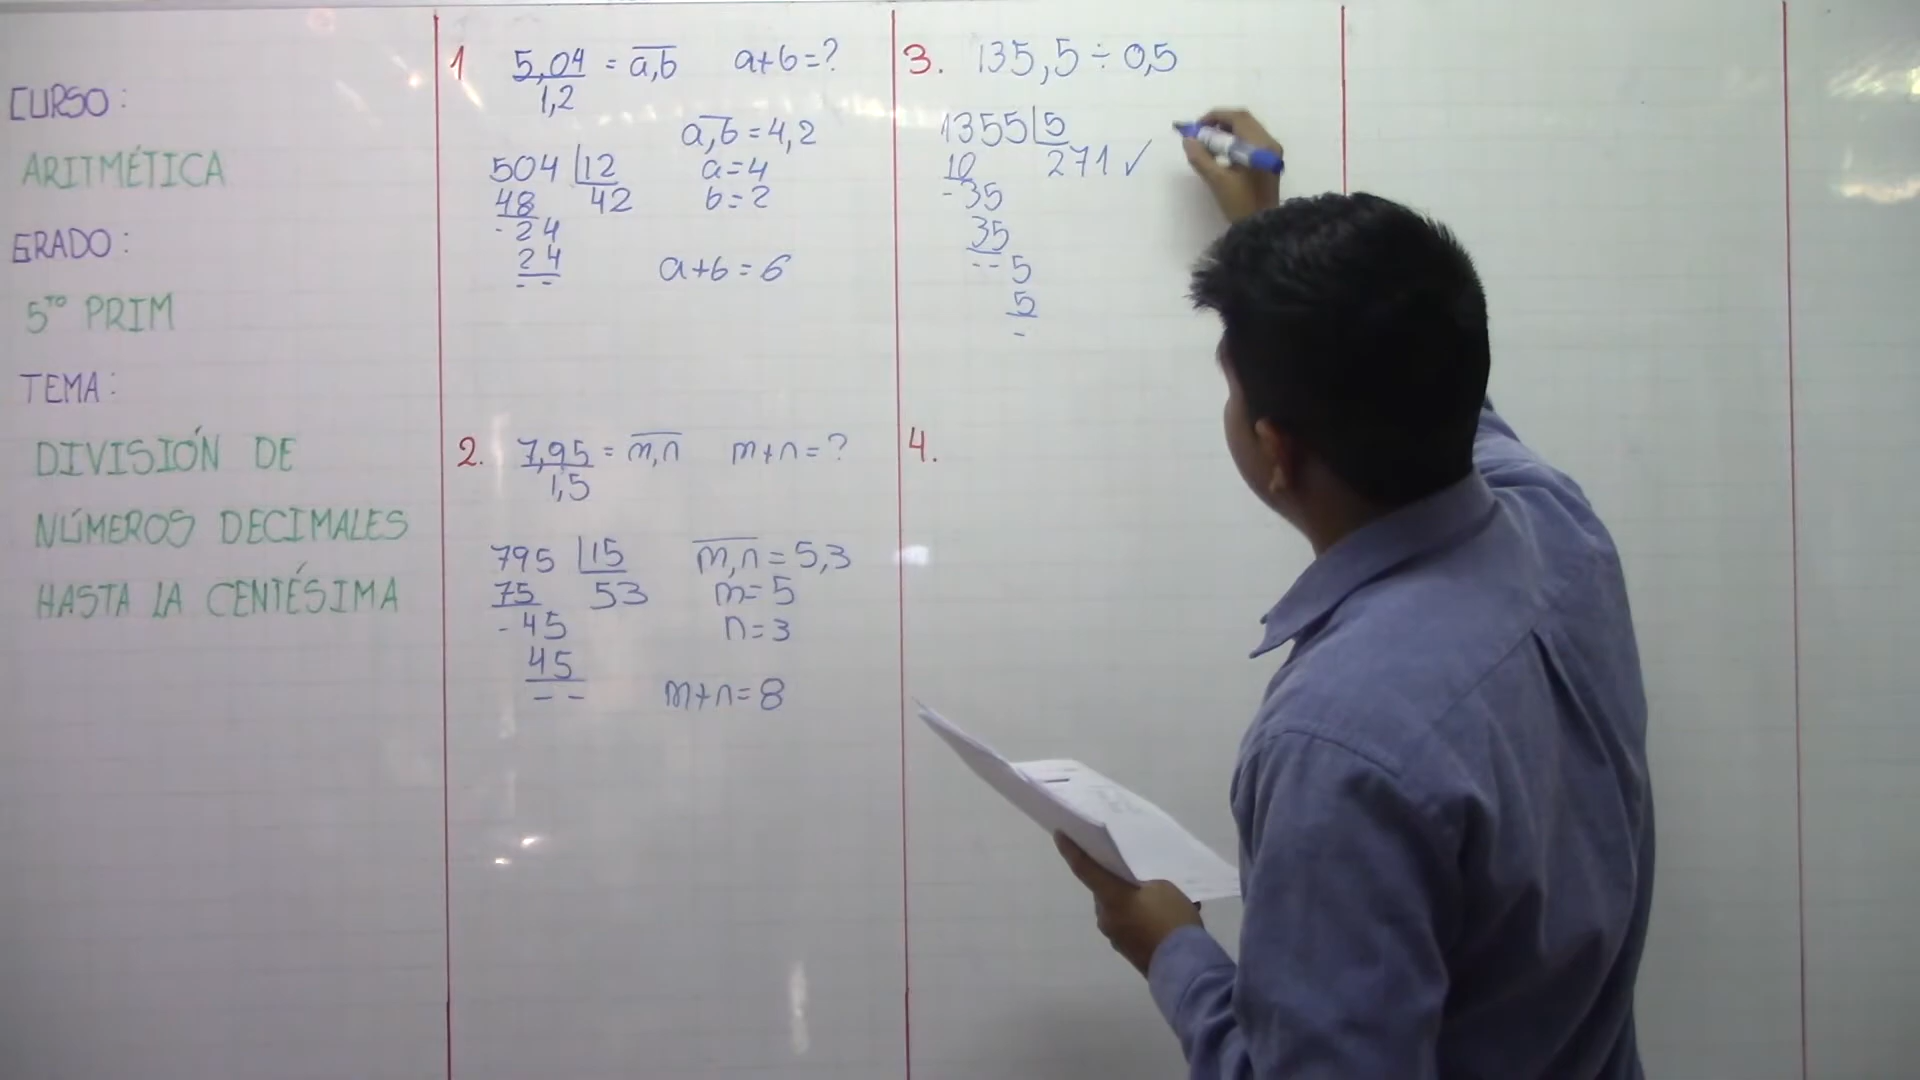 CURSO:
ARITMÉTICA
GRADO:
5TO PRIM
TEMA:
DIVISIÓN DE
NÚMEROS DECIMALES
HASTA LA CENTÉSIMA
1 5,04 = a,b a+b=?
1,2
a,b = 4,2
504 12 a=4
48 42 b=2
-24
24 a+b=6
--
2. 7,95 = m,n m+n=?
1,5
795 15 m,n = 5,3
75 53 m=5
-45 n=3
45
-- m+n=8
3. 135,5 ÷ 0,5
1355 5
10 271 ✓
-35
35
--5
5
-
4.